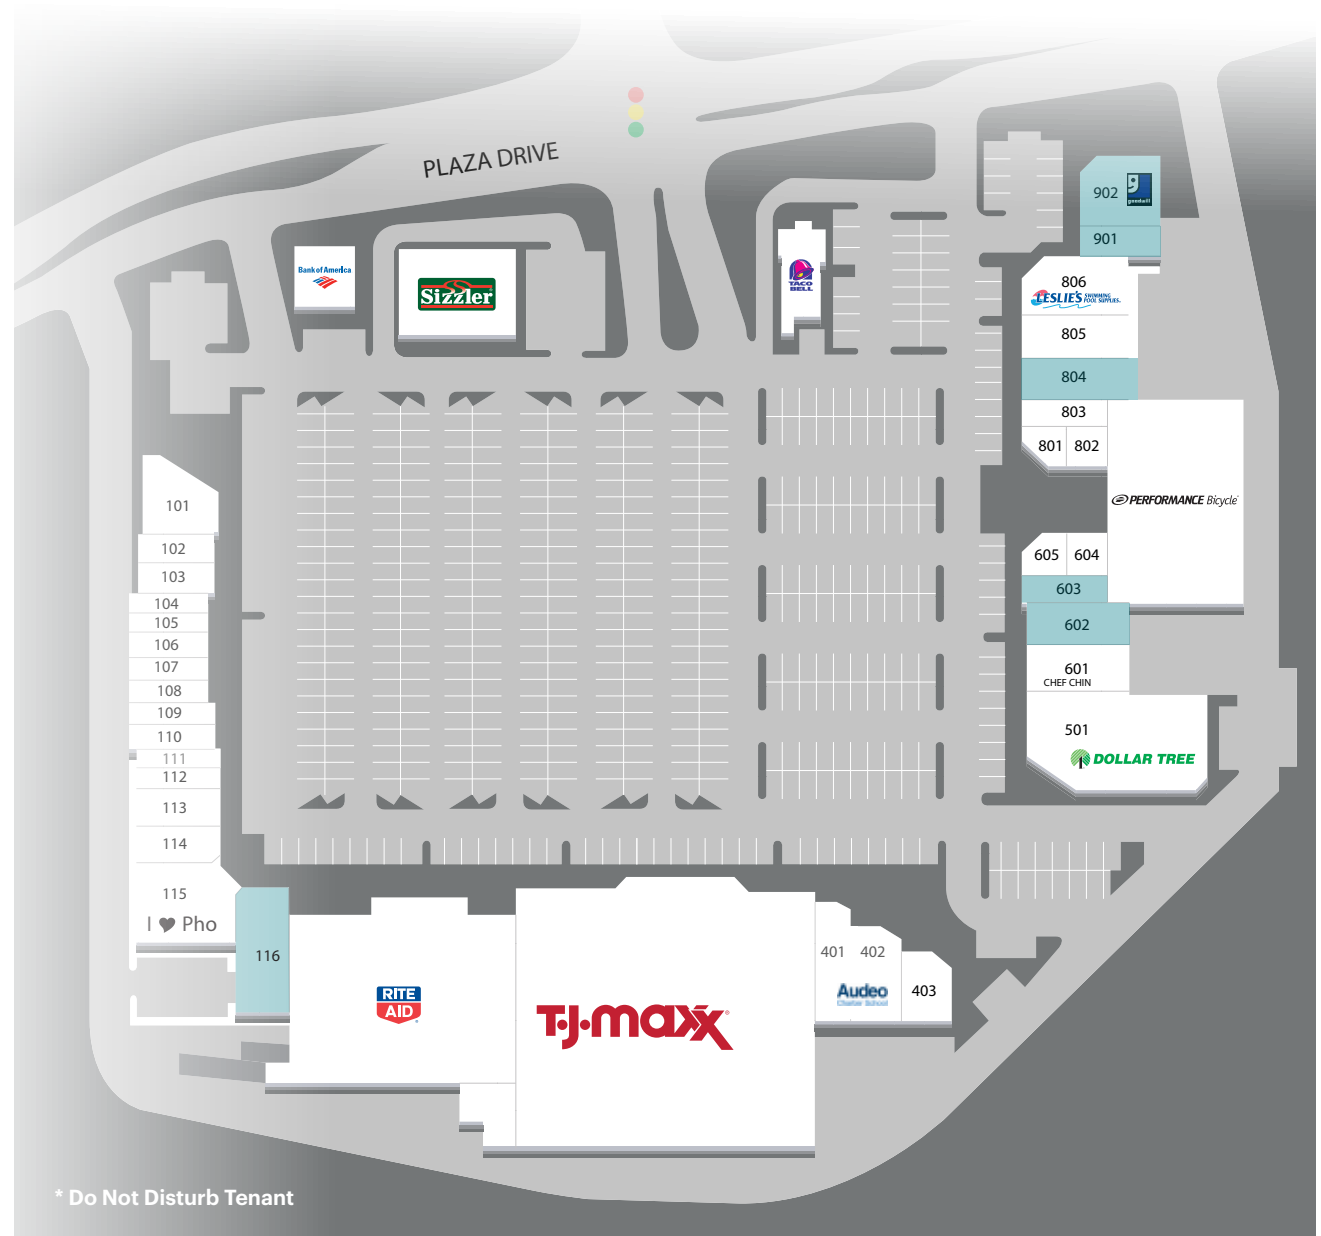 PLAZA DRIVE
Bank of America
Sizzler
TACO
BELL
902
goodwill
901
806
LESLIE'S SWIMMING
POOL SUPPLIES.
805
804
803
801 802
PERFORMANCE Bicycle
605 604
603
602
601
CHEF CHIN
501
DOLLAR TREE
101
102
103
104
105
106
107
108
109
110
111
112
113
114
115
I ♥ Pho
116
RITE
AID
T·J·maxx
401 402
Audeo
Charter School
403
* Do Not Disturb Tenant